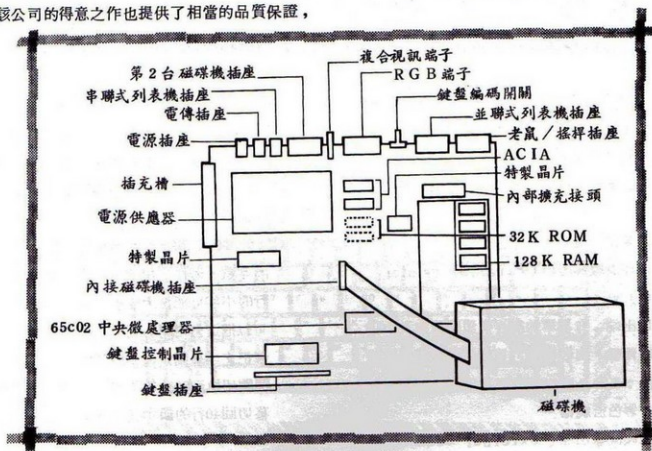 該公司的得意之作也提供了相當的品質保證，
複合視訊端子
第2台磁碟機插座
RGB端子
串聯式列表機插座
鍵盤編碼開關
電傳插座
並聯式列表機插座
電源插座
老鼠／搖桿插座
ACIA
特製晶片
插充槽
內部擴充接頭
電源供應器
32K ROM
特製晶片
128K RAM
內接磁碟機插座
65c02 中央微處理器
鍵盤控制晶片
鍵盤插座
磁碟機